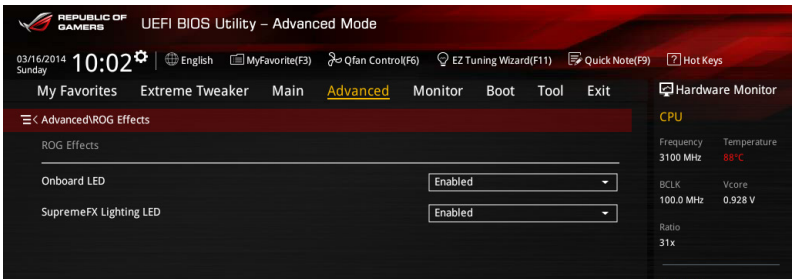 REPUBLIC OF
GAMERS
UEFI BIOS Utility – Advanced Mode
03/16/2014
Sunday
10:02
English
MyFavorite(F3)
Qfan Control(F6)
EZ Tuning Wizard(F11)
Quick Note(F9)
? Hot Keys
My Favorites
Extreme Tweaker
Main
Advanced
Monitor
Boot
Tool
Exit
Hardware Monitor
< Advanced\ROG Effects
ROG Effects
Onboard LED
Enabled
SupremeFX Lighting LED
Enabled
CPU
Frequency
Temperature
3100 MHz
88°C
BCLK
Vcore
100.0 MHz
0.928 V
Ratio
31x